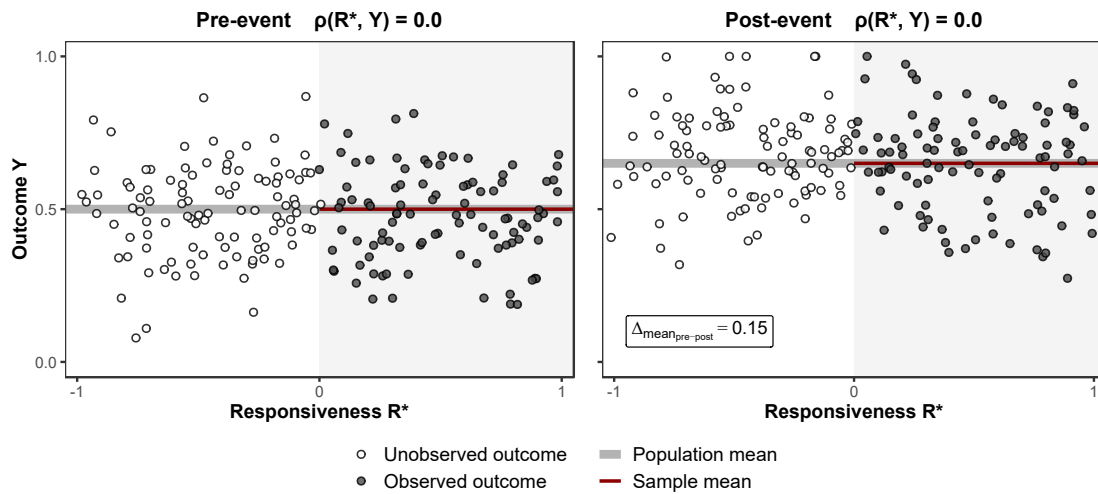 Pre-event ρ(R*, Y) = 0.0
Post-event ρ(R*, Y) = 0.0
Outcome Y
1.0
0.5
0.0
Δmeanpre−post = 0.15
-1
0
1
-1
0
1
Responsiveness R*
Responsiveness R*
Unobserved outcome
Population mean
Observed outcome
Sample mean